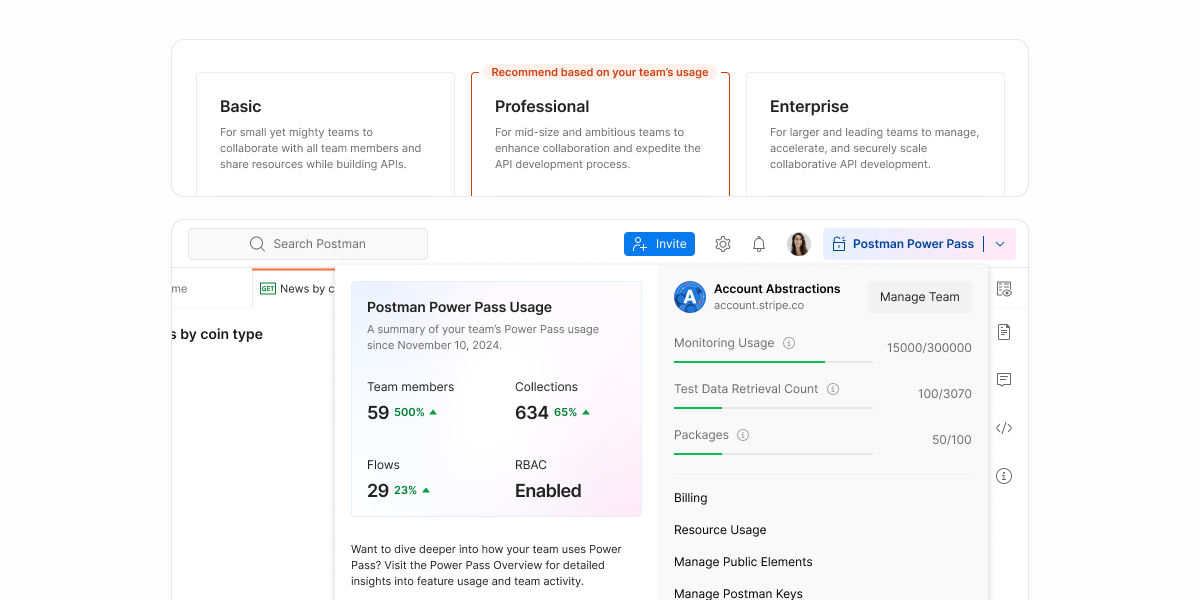 Recommend based on your team's usage
Basic
For small yet mighty teams to
collaborate with all team members and
share resources while building APIs.
Professional
For mid-size and ambitious teams to
enhance collaboration and expedite the
API development process.
Enterprise
For larger and leading teams to manage,
accelerate, and securely scale
collaborative API development.
Search Postman
Invite
Postman Power Pass
me
GET News by c
s by coin type
Postman Power Pass Usage
A summary of your team's Power Pass usage
since November 10, 2024.
Team members
59 500%
Collections
634 65%
Flows
29 23%
RBAC
Enabled
Want to dive deeper into how your team uses Power
Pass? Visit the Power Pass Overview for detailed
insights into feature usage and team activity.
A
Account Abstractions
account.stripe.co
Manage Team
Monitoring Usage
15000/300000
Test Data Retrieval Count
100/3070
Packages
50/100
Billing
Resource Usage
Manage Public Elements
Manage Postman Keys